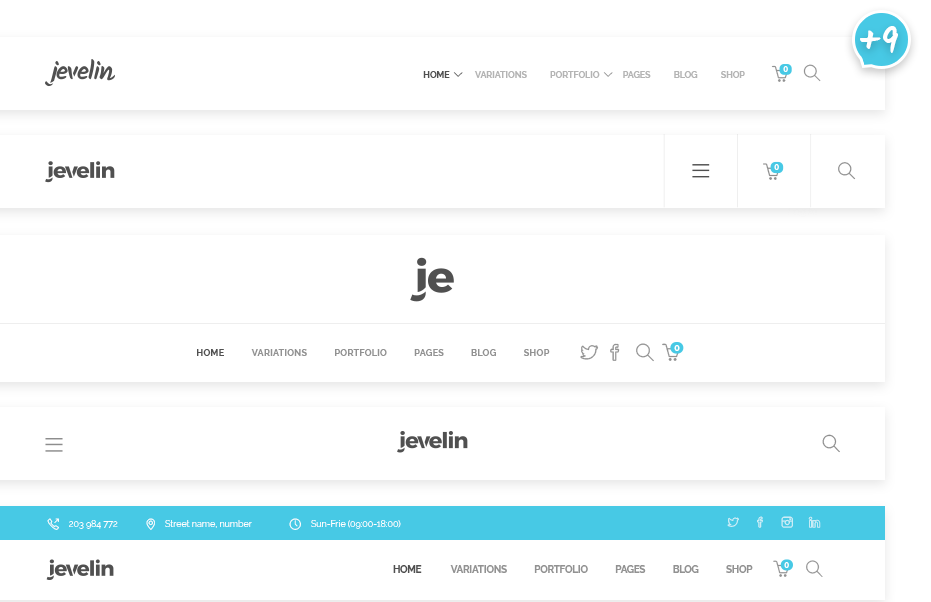 +9
jevelin HOME VARIATIONS PORTFOLIO PAGES BLOG SHOP 0
jevelin 0
je
HOME VARIATIONS PORTFOLIO PAGES BLOG SHOP 0
jevelin
203 984 772 Street name, number Sun-Frie (09:00-18:00)
jevelin HOME VARIATIONS PORTFOLIO PAGES BLOG SHOP 0